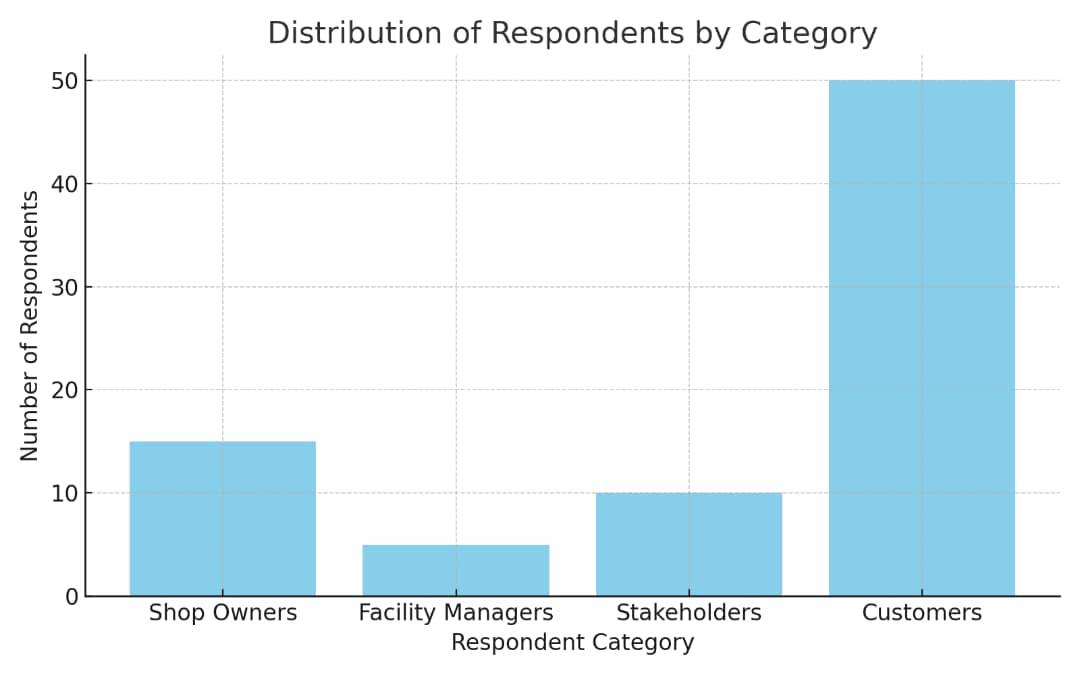 Distribution of Respondents by Category
Number of Respondents
50
40
30
20
10
0
Shop Owners Facility Managers Stakeholders Customers
Respondent Category